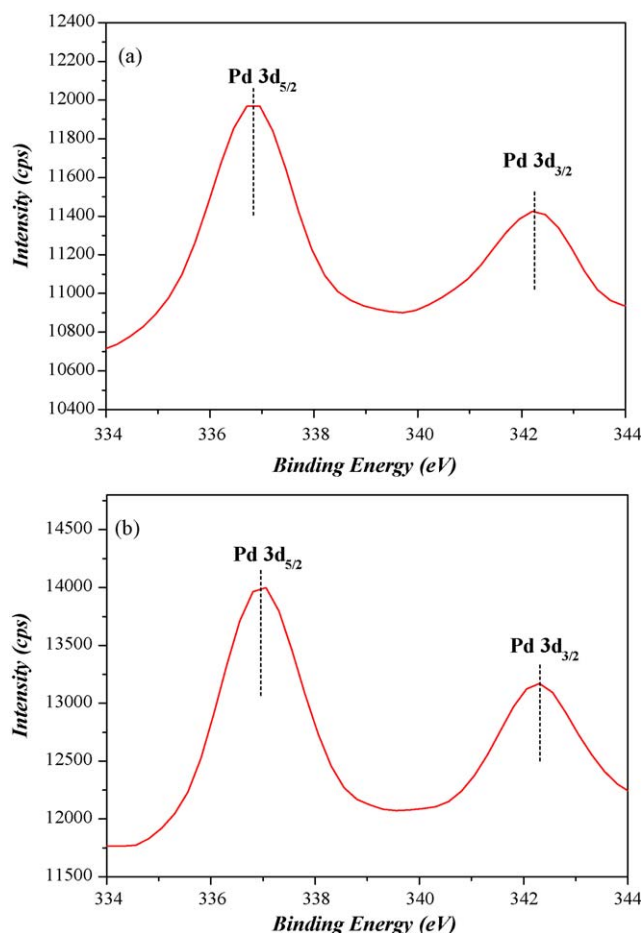 (a)
Pd 3d5/2
Pd 3d3/2
12400
12200
12000
11800
11600
11400
11200
11000
10800
10600
10400
Intensity (cps)
334 336 338 340 342 344
Binding Energy (eV)
(b)
Pd 3d5/2
Pd 3d3/2
14500
14000
13500
13000
12500
12000
11500
Intensity (cps)
334 336 338 340 342 344
Binding Energy (eV)